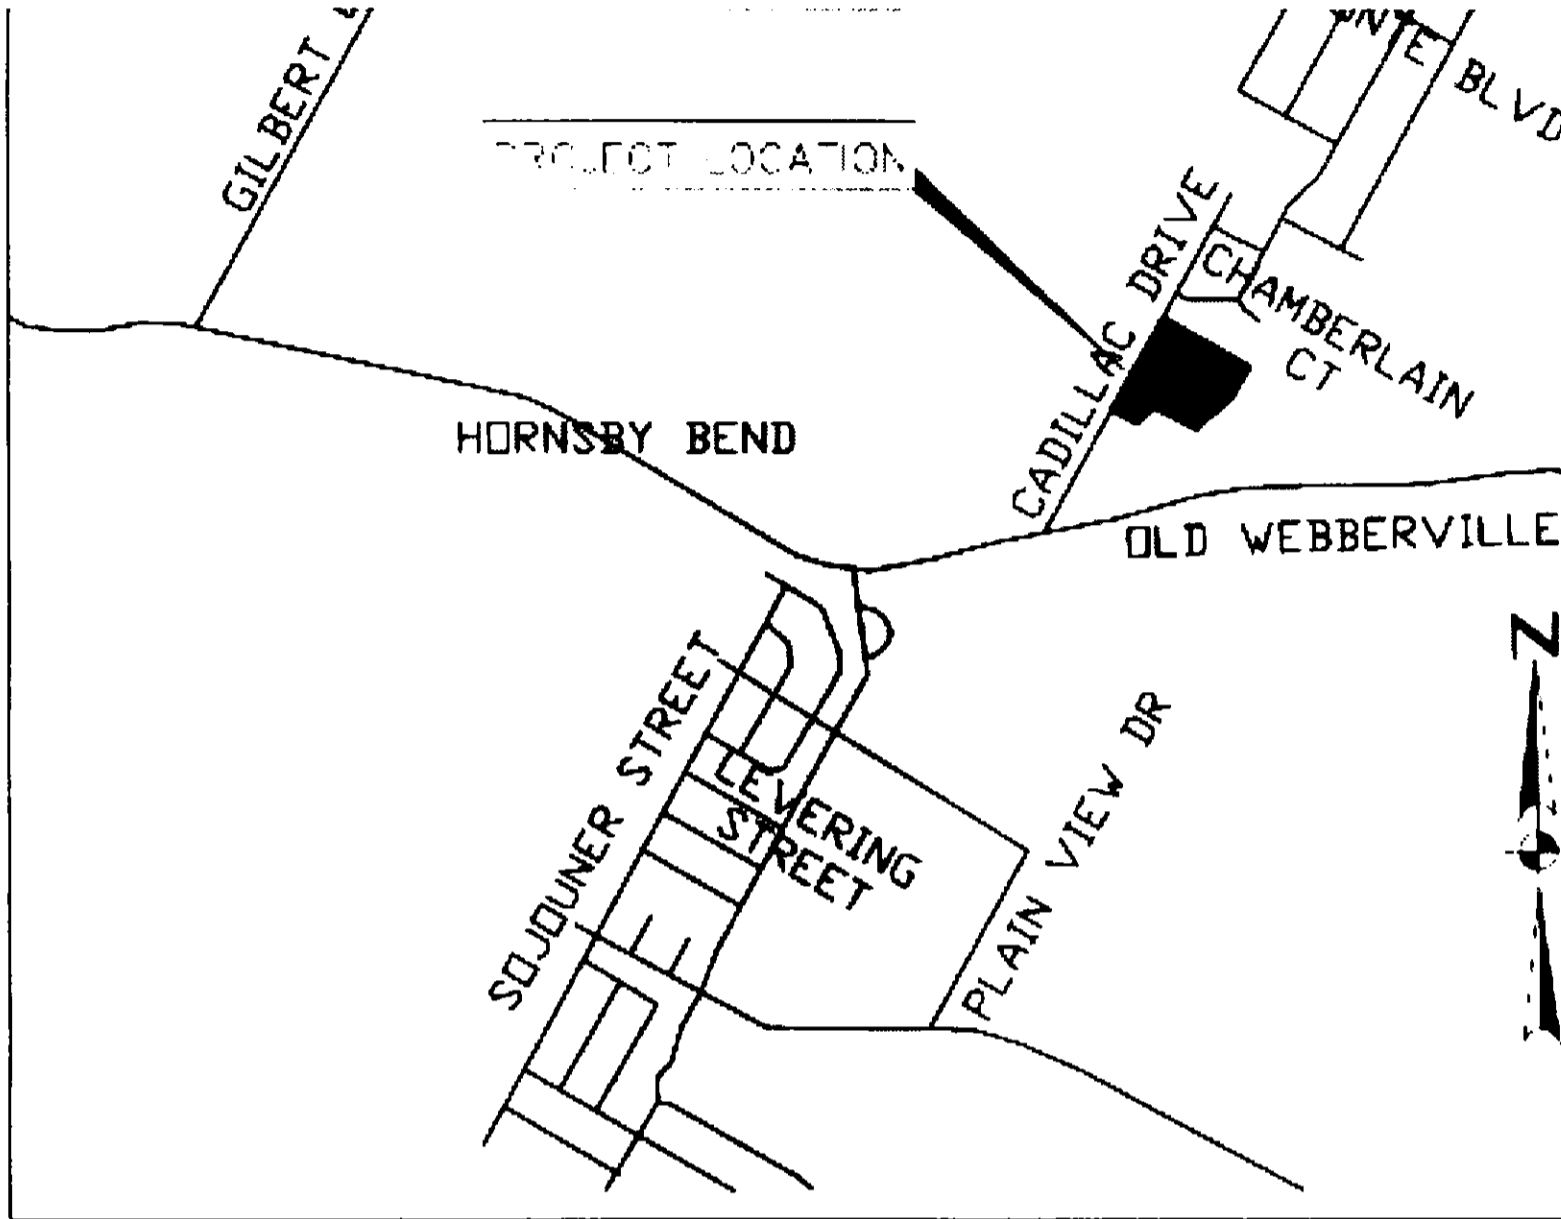 GILBERT
BLVD
PROJECT LOCATION
CADILLAC DRIVE
CHAMBERLAIN
CT
HORNSBY BEND
OLD WEBBERVILLE
N
SOJOUNER STREET
LEVERING
STREET
PLAIN VIEW DR